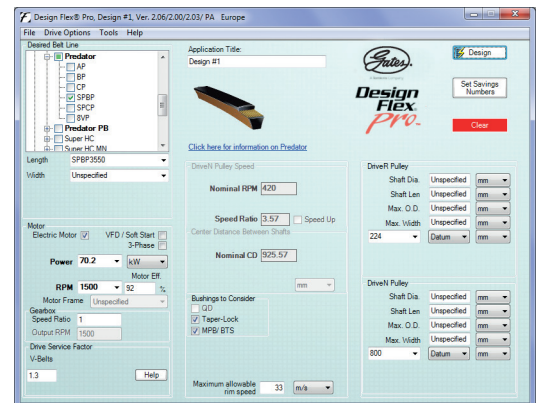 Design Flex® Pro, Design #1, Ver. 2.06/2.00/2.03/ PA Europe
File Drive Options Tools Help
Desired Belt Line
Predator
AP
BP
CP
SPBP
SPCP
8VP
Predator PB
Super HC
Super HC MN
Length SPBP3550
Width Unspecified
Motor
Electric Motor VFD / Soft Start
3-Phase
Power 70.2 kW
Motor Eff.
RPM 1500 92 %
Motor Frame Unspecified
Gearbox
Speed Ratio 1
Output RPM 1500
Drive Service Factor
V-Belts
1.3 Help
Application Title:
Design #1
Click here for information on Predator
DriveN Pulley Speed
Nominal RPM 420
Speed Ratio 3.57 Speed Up
Center Distance Between Shafts
Nominal CD 925.57
mm
Bushings to Consider
QD
Taper-Lock
MPB/ BTS
Maximum allowable
rim speed 33 m/s
Gates.
Design
Flex
Pro
Design
Set Savings
Numbers
Clear
DriveR Pulley
Shaft Dia. Unspecified mm
Shaft Len Unspecified mm
Max. O.D. Unspecified mm
Max. Width Unspecified mm
224 Datum mm
DriveN Pulley
Shaft Dia. Unspecified mm
Shaft Len Unspecified mm
Max. O.D. Unspecified mm
Max. Width Unspecified mm
800 Datum mm